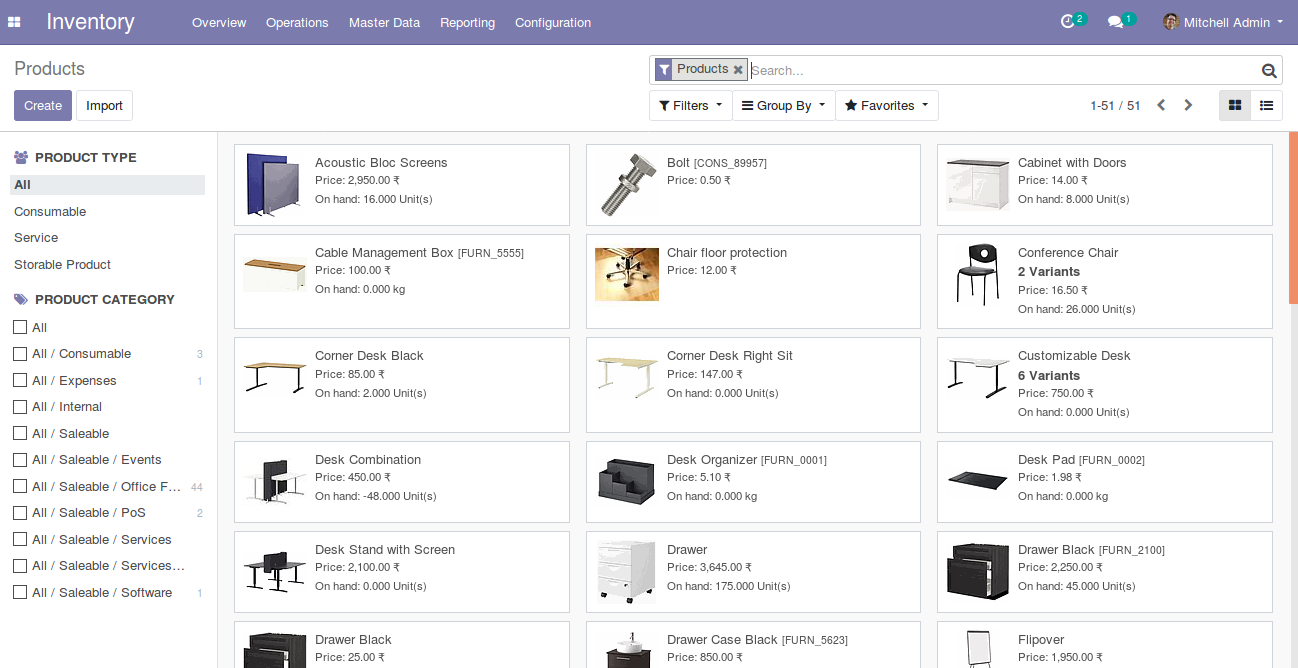 Inventory Overview Operations Master Data Reporting Configuration 2 1 Mitchell Admin
Products
Products Search...
Create Import
Filters Group By Favorites 1-51 / 51
PRODUCT TYPE
All
Consumable
Service
Storable Product
PRODUCT CATEGORY
All
All / Consumable 3
All / Expenses 1
All / Internal
All / Saleable
All / Saleable / Events
All / Saleable / Office F... 44
All / Saleable / PoS 2
All / Saleable / Services
All / Saleable / Services...
All / Saleable / Software 1
Acoustic Bloc Screens
Price: 2,950.00 ₹
On hand: 16.000 Unit(s)
Bolt [CONS_89957]
Price: 0.50 ₹
Cabinet with Doors
Price: 14.00 ₹
On hand: 8.000 Unit(s)
Cable Management Box [FURN_5555]
Price: 100.00 ₹
On hand: 0.000 kg
Chair floor protection
Price: 12.00 ₹
Conference Chair
2 Variants
Price: 16.50 ₹
On hand: 26.000 Unit(s)
Corner Desk Black
Price: 85.00 ₹
On hand: 2.000 Unit(s)
Corner Desk Right Sit
Price: 147.00 ₹
On hand: 0.000 Unit(s)
Customizable Desk
6 Variants
Price: 750.00 ₹
On hand: 0.000 Unit(s)
Desk Combination
Price: 450.00 ₹
On hand: -48.000 Unit(s)
Desk Organizer [FURN_0001]
Price: 5.10 ₹
On hand: 0.000 kg
Desk Pad [FURN_0002]
Price: 1.98 ₹
On hand: 0.000 kg
Desk Stand with Screen
Price: 2,100.00 ₹
On hand: 0.000 Unit(s)
Drawer
Price: 3,645.00 ₹
On hand: 175.000 Unit(s)
Drawer Black [FURN_2100]
Price: 2,250.00 ₹
On hand: 45.000 Unit(s)
Drawer Black
Price: 25.00 ₹
Drawer Case Black [FURN_5623]
Price: 850.00 ₹
Flipover
Price: 1,950.00 ₹